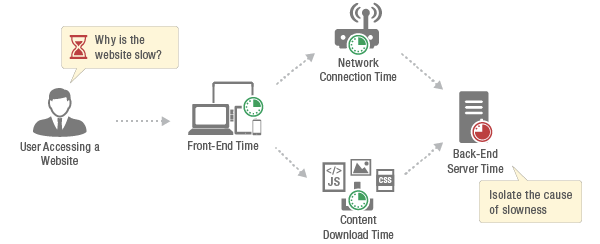 Why is the
website slow?
User Accessing a
Website
Front-End Time
Network
Connection Time
</>
JS
CSS
Content
Download Time
Back-End
Server Time
Isolate the cause
of slowness